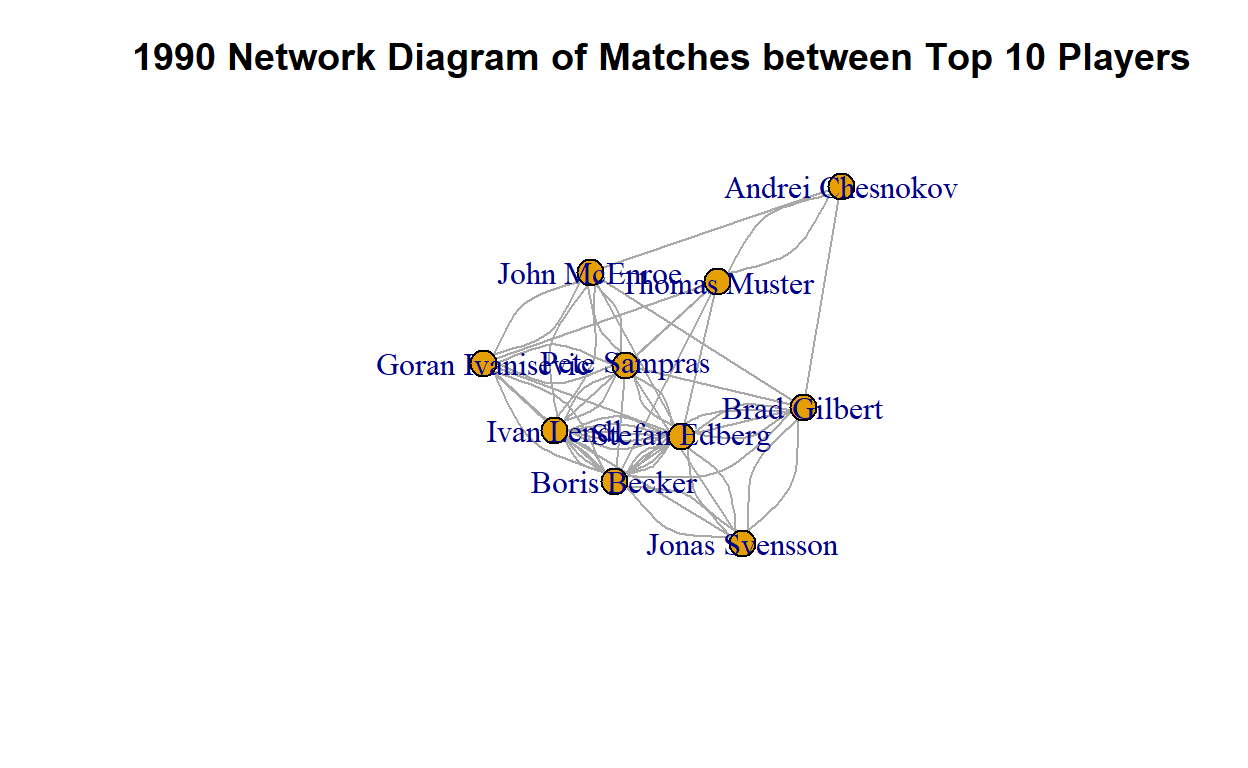 1990 Network Diagram of Matches between Top 10 Players
Andrei Chesnokov
John McEnroe
Thomas Muster
Goran Ivanisevic
Pete Sampras
Brad Gilbert
Ivan Lendl
Stefan Edberg
Boris Becker
Jonas Svensson